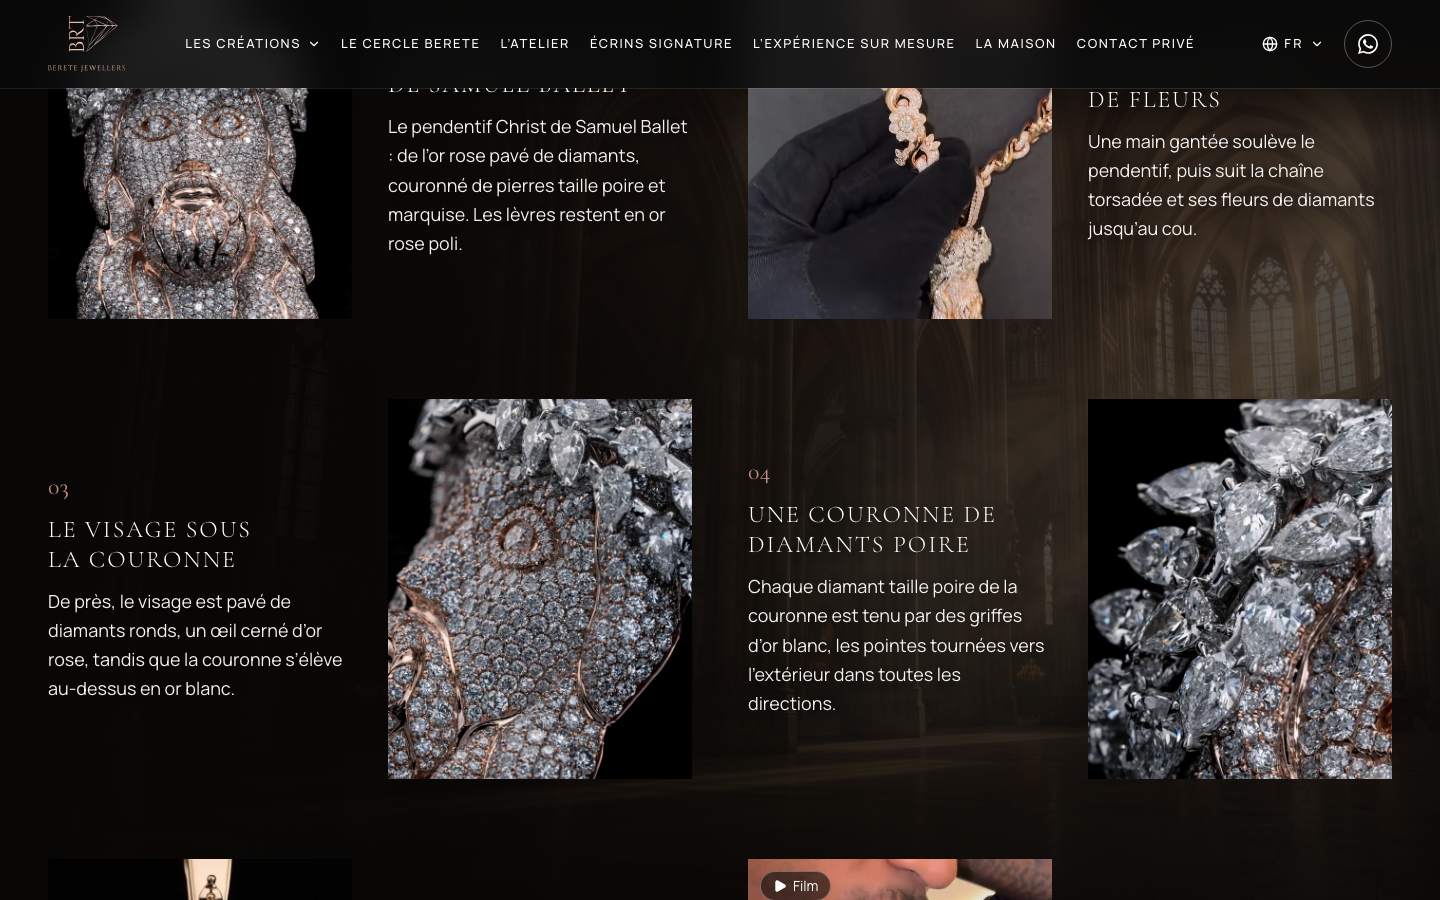 BRT
BERETE JEWELLERS
LES CRÉATIONS
LE CERCLE BERETE
L’ATELIER
ÉCRINS SIGNATURE
L’EXPÉRIENCE SUR MESURE
LA MAISON
CONTACT PRIVÉ
FR
DE SAMUEL BALLET
Le pendentif Christ de Samuel Ballet
: de l’or rose pavé de diamants,
couronné de pierres taille poire et
marquise. Les lèvres restent en or
rose poli.
DE FLEURS
Une main gantée soulève le
pendentif, puis suit la chaîne
torsadée et ses fleurs de diamants
jusqu’au cou.
03
LE VISAGE SOUS
LA COURONNE
De près, le visage est pavé de
diamants ronds, un œil cerné d’or
rose, tandis que la couronne s’élève
au-dessus en or blanc.
04
UNE COURONNE DE
DIAMANTS POIRE
Chaque diamant taille poire de la
couronne est tenu par des griffes
d’or blanc, les pointes tournées vers
l’extérieur dans toutes les
directions.
Film